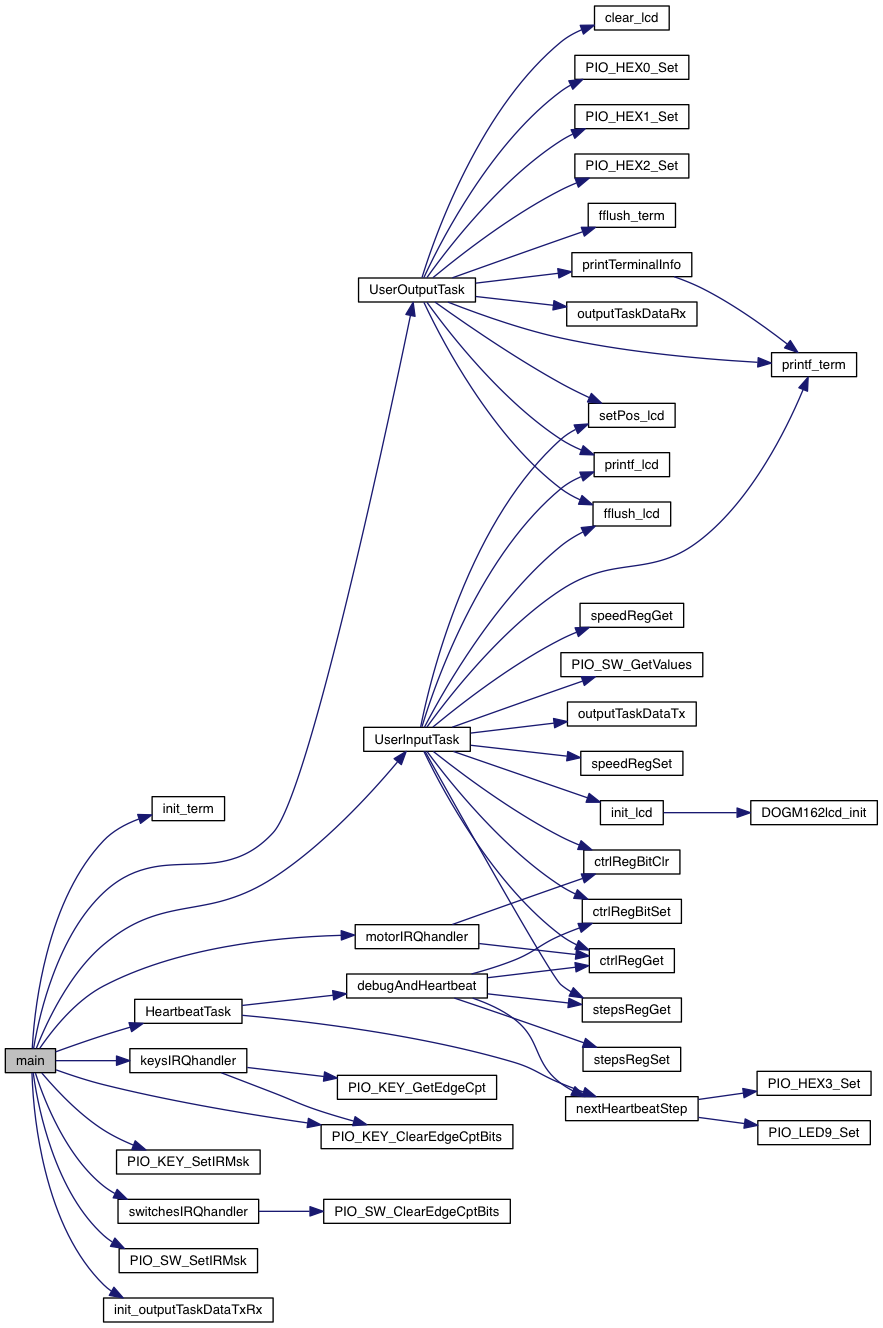 clear_lcd
PIO_HEX0_Set
PIO_HEX1_Set
PIO_HEX2_Set
fflush_term
printTerminalInfo
UserOutputTask
outputTaskDataRx
printf_term
setPos_lcd
printf_lcd
fflush_lcd
speedRegGet
PIO_SW_GetValues
outputTaskDataTx
UserInputTask
speedRegSet
init_term
init_lcd
DOGM162lcd_init
ctrlRegBitClr
ctrlRegBitSet
motorIRQhandler
ctrlRegGet
debugAndHeartbeat
HeartbeatTask
stepsRegGet
main
keysIRQhandler
stepsRegSet
PIO_KEY_GetEdgeCpt
PIO_HEX3_Set
nextHeartbeatStep
PIO_KEY_ClearEdgeCptBits
PIO_LED9_Set
PIO_KEY_SetIRMsk
switchesIRQhandler
PIO_SW_ClearEdgeCptBits
PIO_SW_SetIRMsk
init_outputTaskDataTxRx